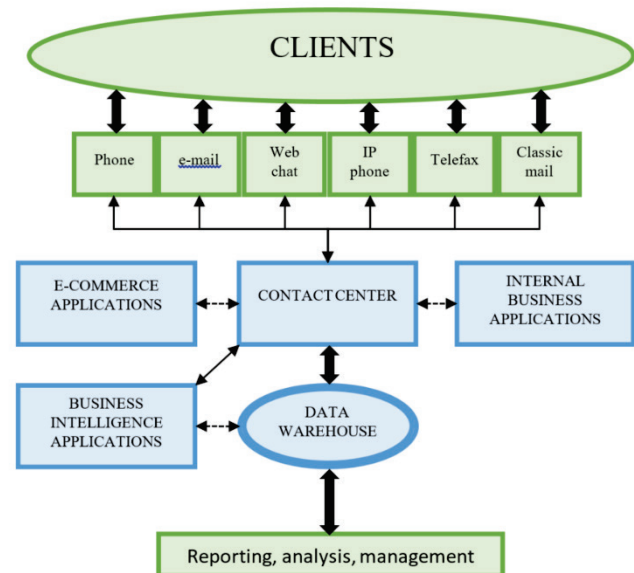 CLIENTS
Phone
e-mail
Web
chat
IP
phone
Telefax
Classic
mail
E-COMMERCE
APPLICATIONS
CONTACT CENTER
INTERNAL
BUSINESS
APPLICATIONS
BUSINESS
INTELLIGENCE
APPLICATIONS
DATA
WAREHOUSE
Reporting, analysis, management